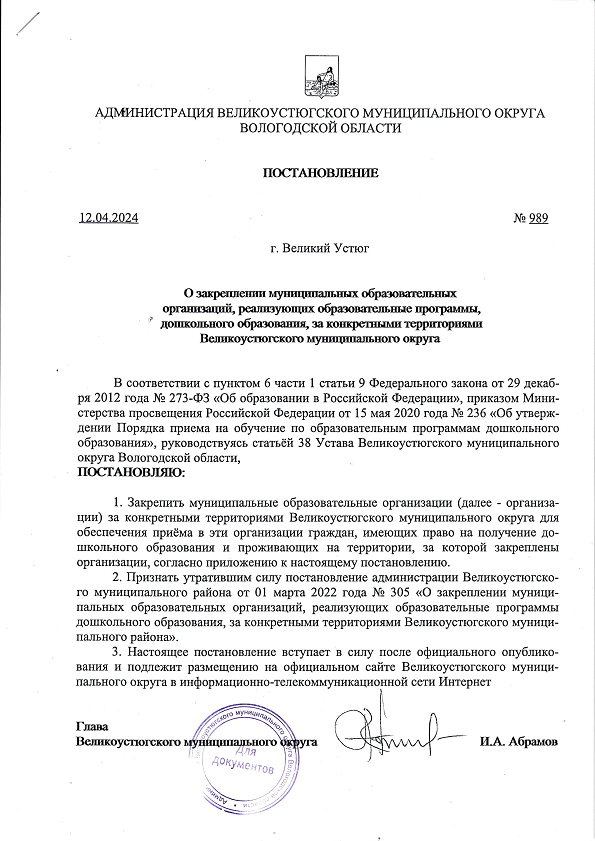 АДМИНИСТРАЦИЯ ВЕЛИКОУСТЮГСКОГО МУНИЦИПАЛЬНОГО ОКРУГА
ВОЛОГОДСКОЙ ОБЛАСТИ
ПОСТАНОВЛЕНИЕ
12.04.2024 № 989
г. Великий Устюг
О закреплении муниципальных образовательных
организаций, реализующих образовательные программы,
дошкольного образования, за конкретными территориями
Великоустюгского муниципального округа
В соответствии с пунктом 6 части 1 статьи 9 Федерального закона от 29 декаб-
ря 2012 года № 273-ФЗ «Об образовании в Российской Федерации», приказом Мини-
стерства просвещения Российской Федерации от 15 мая 2020 года № 236 «Об утверж-
дении Порядка приема на обучение по образовательным программам дошкольного
образования», руководствуясь статьёй 38 Устава Великоустюгского муниципального
округа Вологодской области,
ПОСТАНОВЛЯЮ:
1. Закрепить муниципальные образовательные организации (далее - организа-
ции) за конкретными территориями Великоустюгского муниципального округа для
обеспечения приёма в эти организации граждан, имеющих право на получение до-
школьного образования и проживающих на территории, за которой закреплены
организации, согласно приложению к настоящему постановлению.
2. Признать утратившим силу постановление администрации Великоустюгско-
го муниципального района от 01 марта 2022 года № 305 «О закреплении муници-
пальных образовательных организаций, реализующих образовательные программы
дошкольного образования, за конкретными территориями Великоустюгского муници-
пального района».
3. Настоящее постановление вступает в силу после официального опублико-
вания и подлежит размещению на официальном сайте Великоустюгского муници-
пального округа в информационно-телекоммуникационной сети Интернет
Глава
Великоустюгского муниципального округа И.А. Абрамов
Для
документов